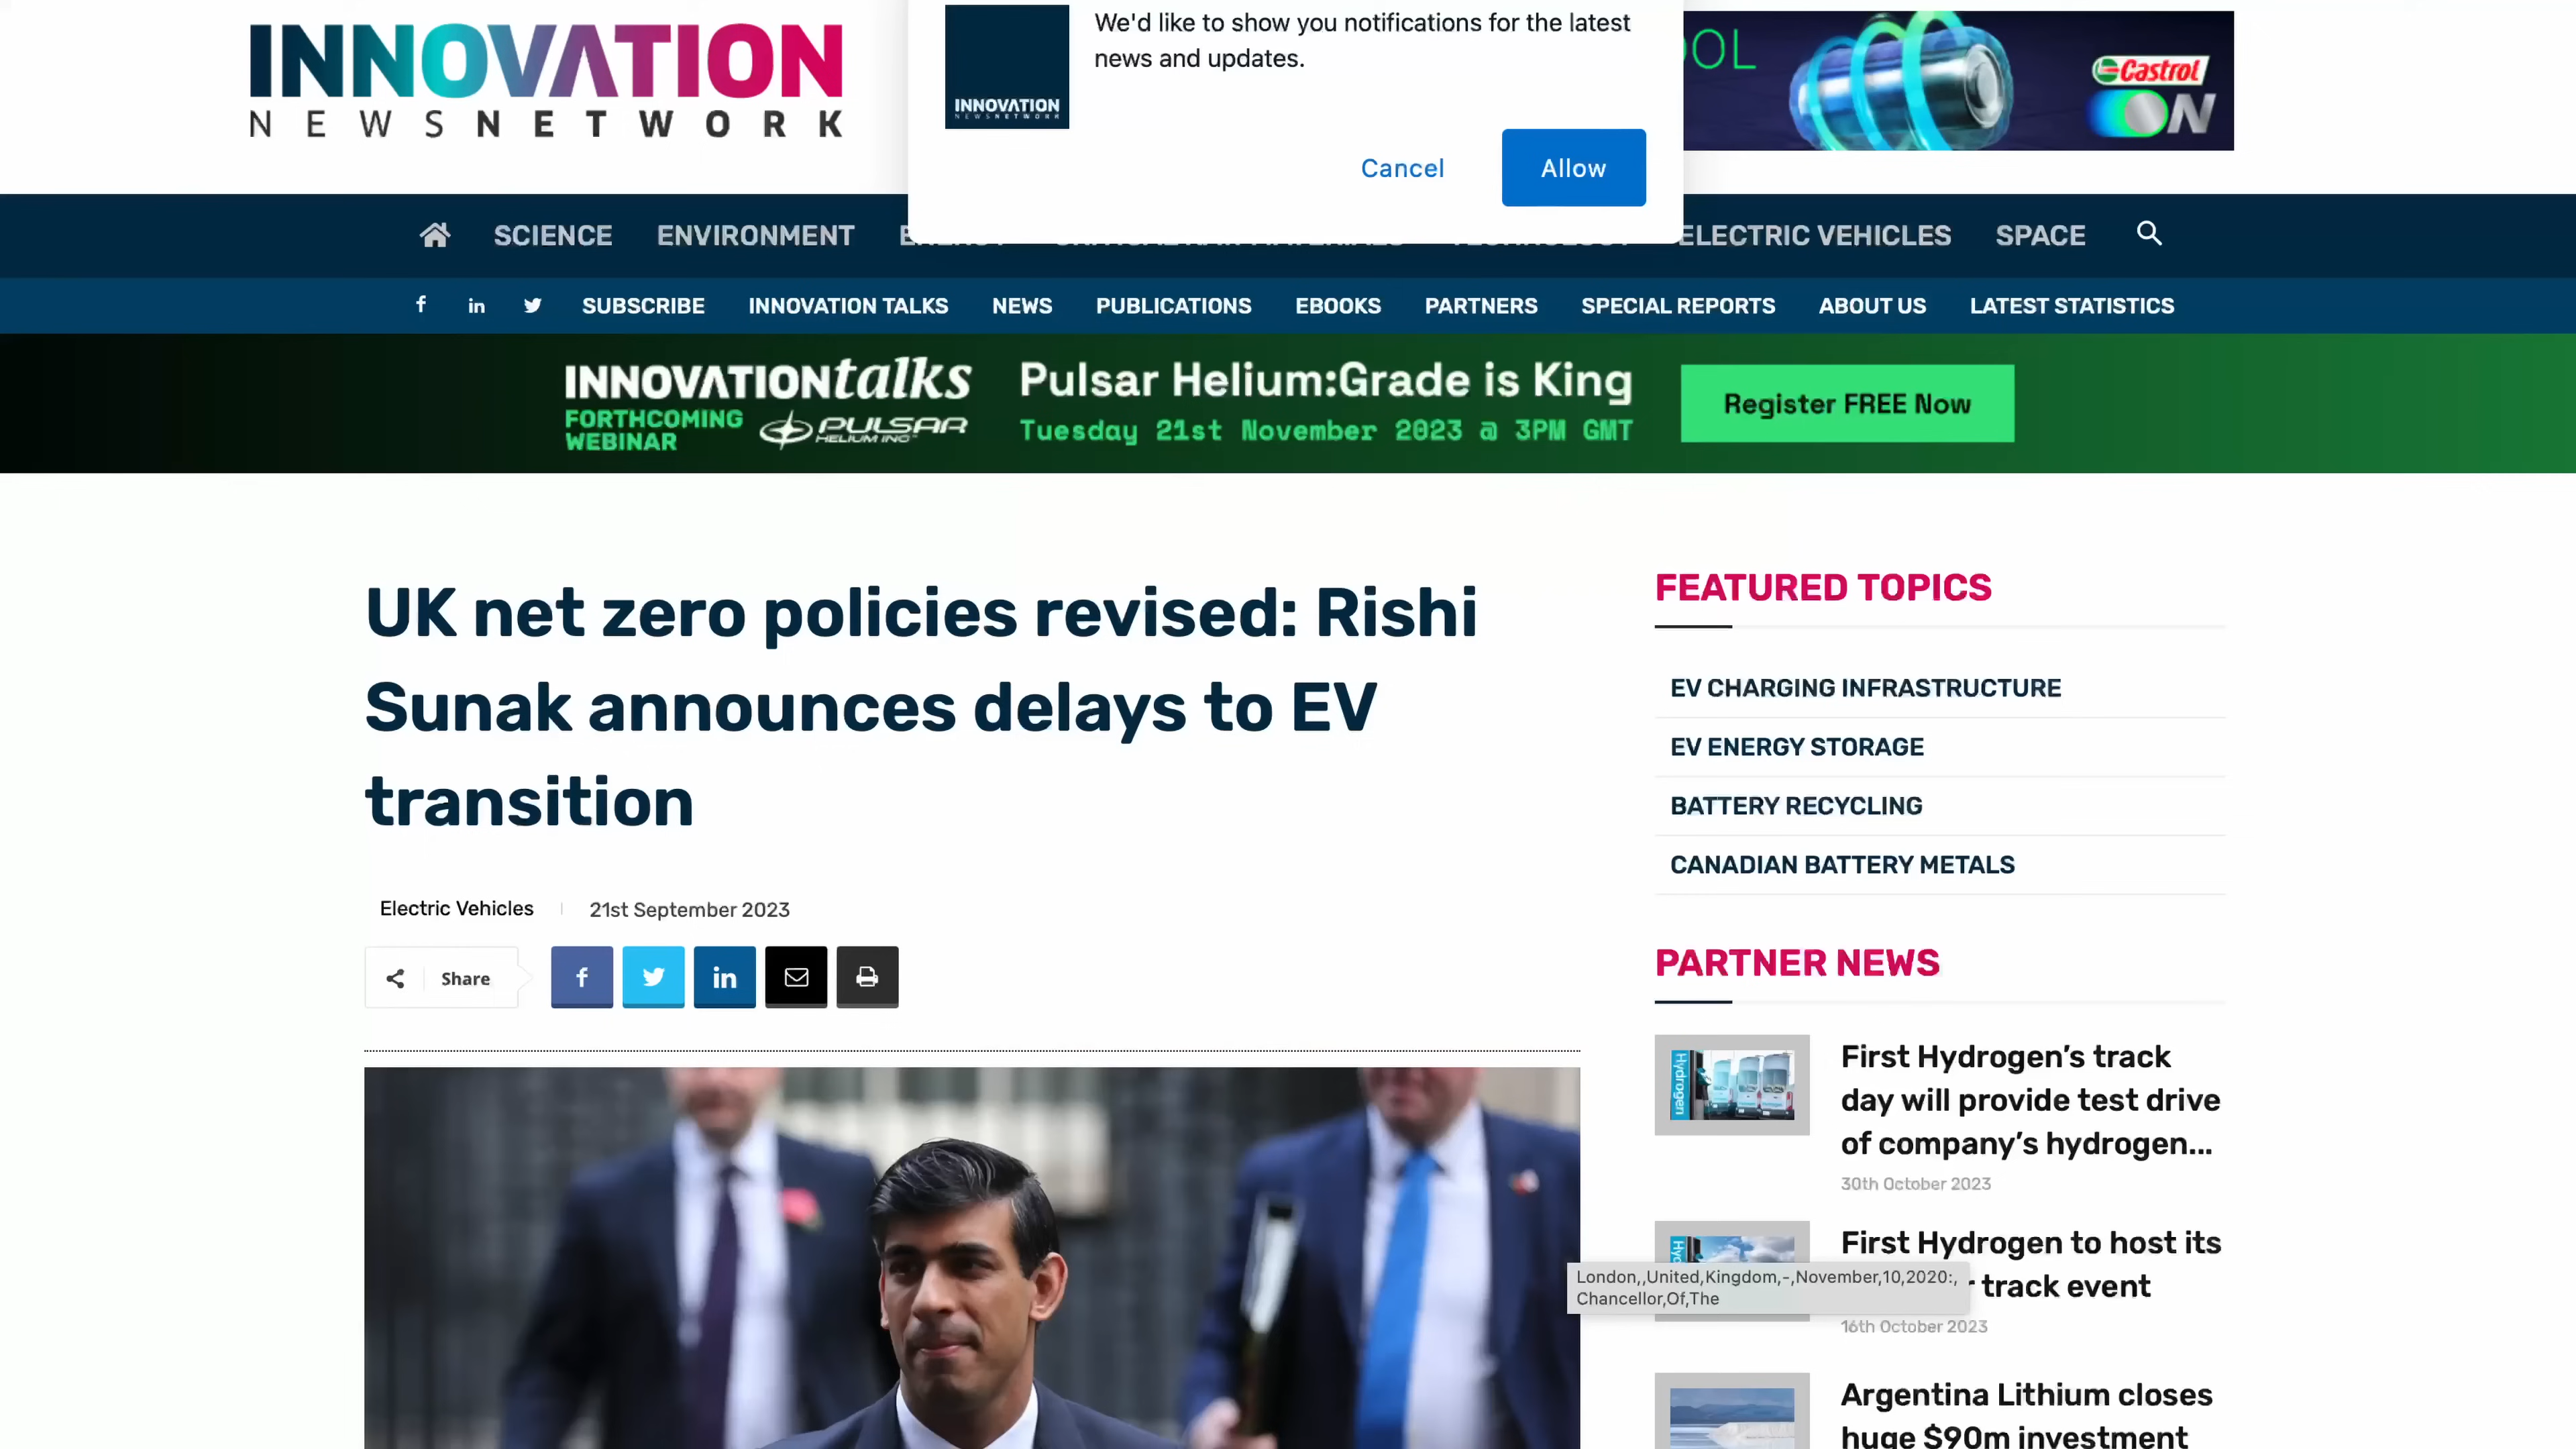 INNOVATION
NEWSNETWORK
We'd like to show you notifications for the latest
news and updates.
INNOVATION
NEWSNETWORK
Cancel
Allow
OOL
Castrol
ON
SCIENCE
ENVIRONMENT
ELECTRIC VEHICLES
SPACE
SUBSCRIBE
INNOVATION TALKS
NEWS
PUBLICATIONS
EBOOKS
PARTNERS
SPECIAL REPORTS
ABOUT US
LATEST STATISTICS
INNOVATIONtalks
FORTHCOMING
WEBINAR
PULSAR
HELIUM INC
Pulsar Helium:Grade is King
Tuesday 21st November 2023 @ 3PM GMT
Register FREE Now
UK net zero policies revised: Rishi
Sunak announces delays to EV
transition
Electric Vehicles
21st September 2023
Share
FEATURED TOPICS
EV CHARGING INFRASTRUCTURE
EV ENERGY STORAGE
BATTERY RECYCLING
CANADIAN BATTERY METALS
PARTNER NEWS
Hydrogen
First Hydrogen's track
day will provide test drive
of company's hydrogen...
30th October 2023
First Hydrogen to host its
track event
London,,United,Kingdom,-,November,10,2020:,
Chancellor,Of,The
16th October 2023
Argentina Lithium closes
huge $90m investment